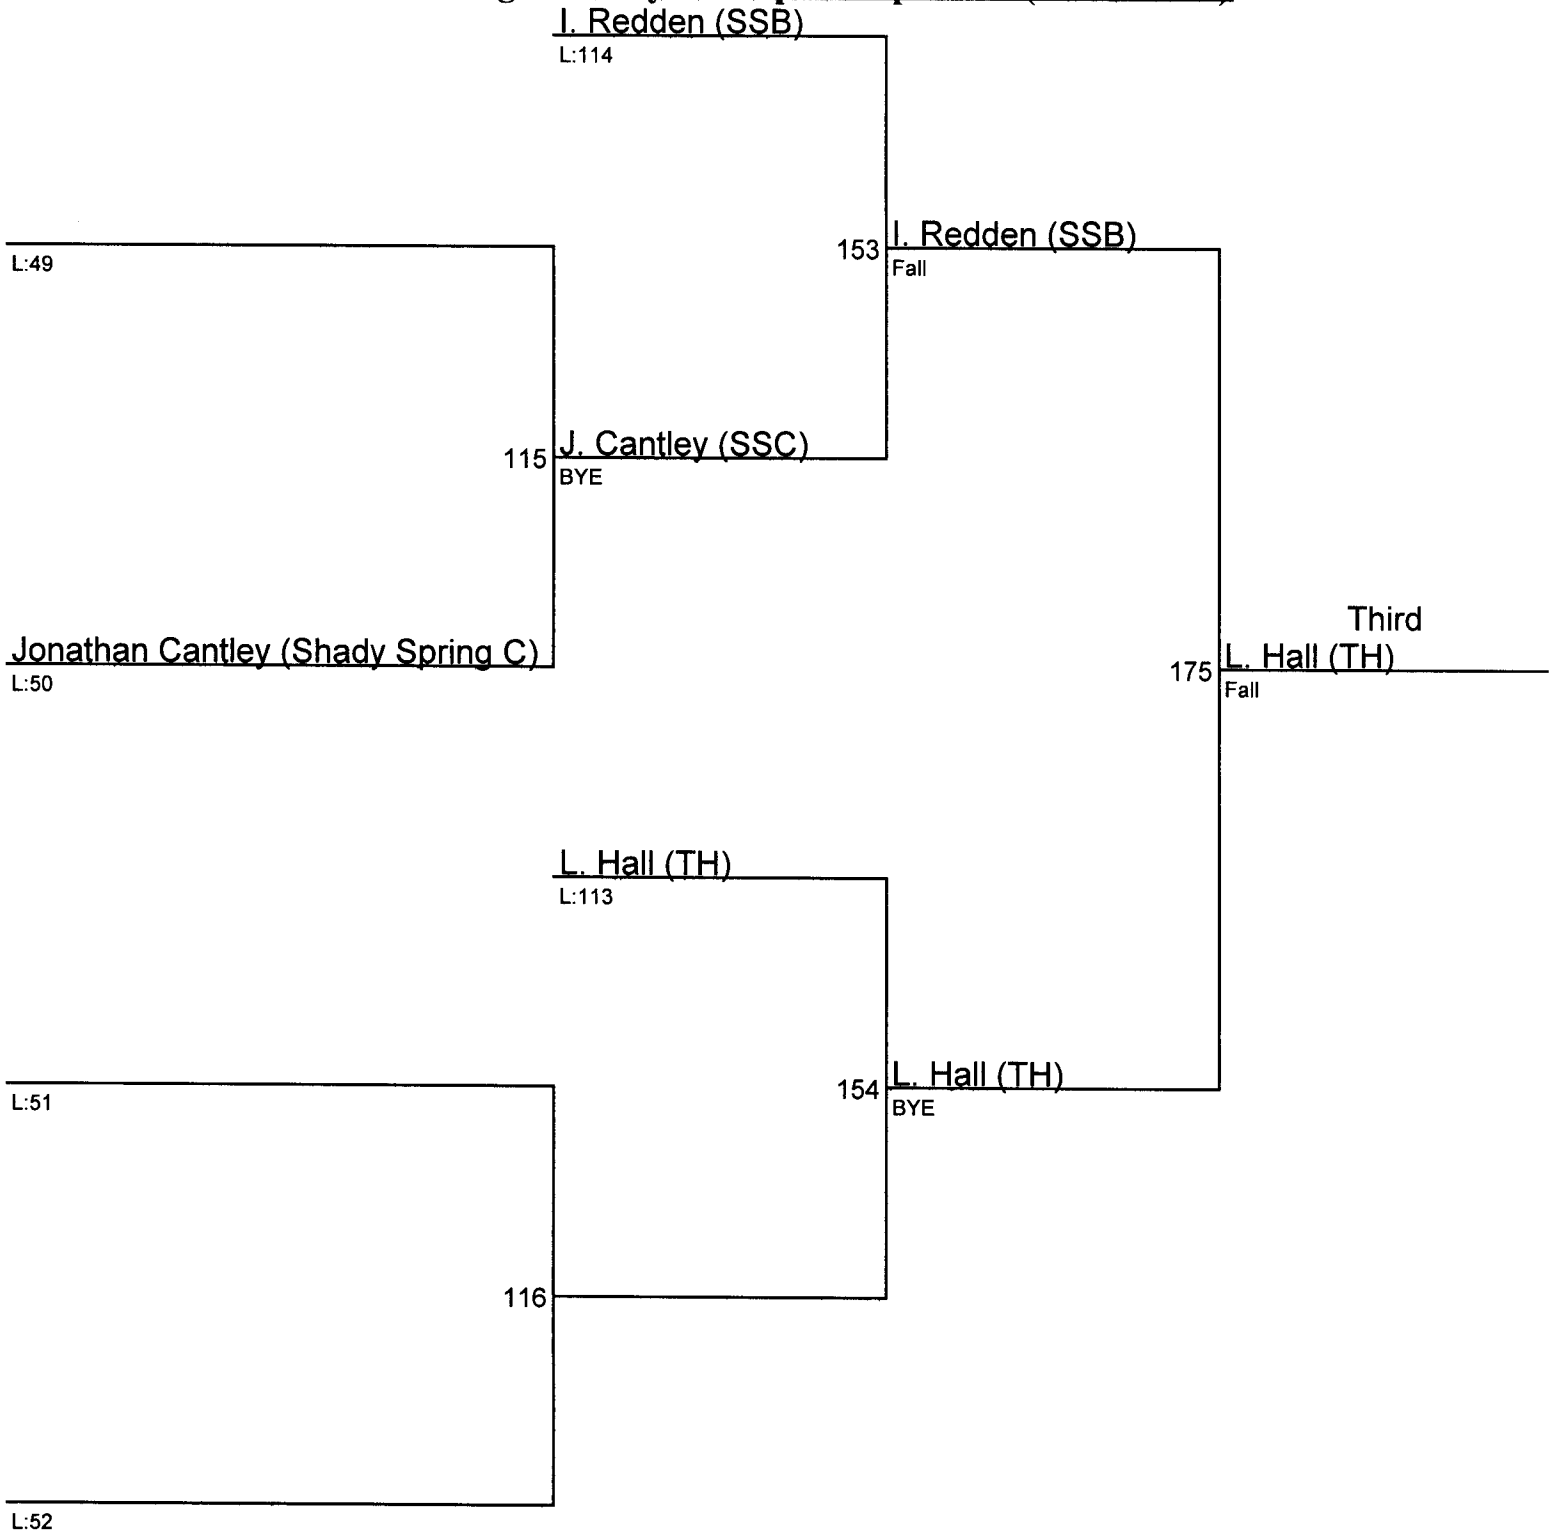 I. Redden (SSB)
L:114
L:49
153 I. Redden (SSB)
Fall
115 J. Cantley (SSC)
BYE
Third
Jonathan Cantley (Shady Spring C)
L:50
175 L. Hall (TH)
Fall
L. Hall (TH)
L:113
L:51
154 L. Hall (TH)
BYE
116
L:52